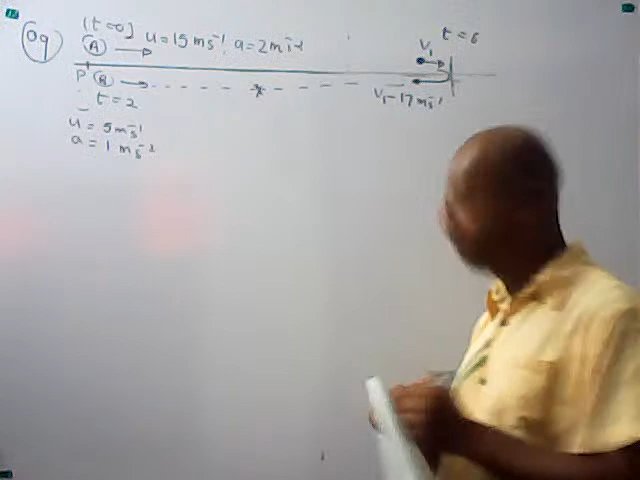 09
(t=0]
(A) → u = 15 ms⁻¹, a = 2 ms⁻²
t = 6
V₁
P (B) →
V₁ - 17 ms⁻¹
t = 2
u = 5 ms⁻¹
a = 1 ms⁻²